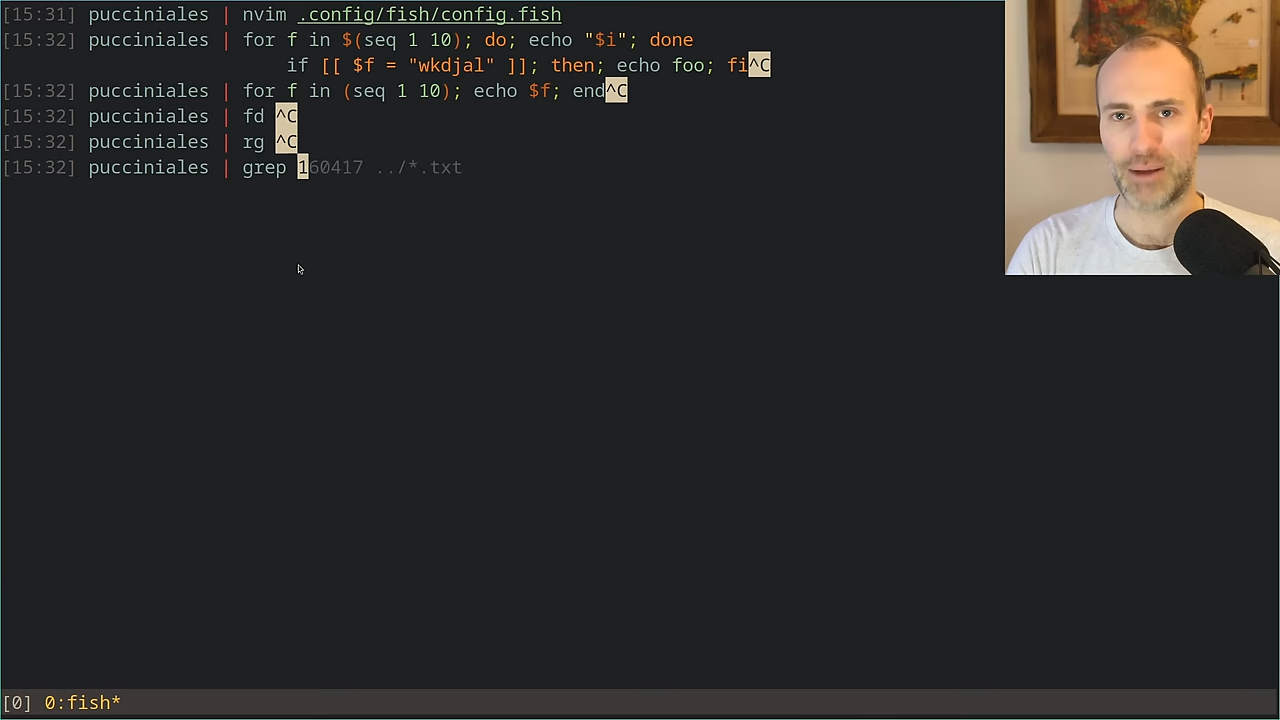 [15:31] pucciniales | nvim .config/fish/config.fish
[15:32] pucciniales | for f in $(seq 1 10); do; echo "$i"; done
if [[ $f = "wkdjal" ]]; then; echo foo; fi^C
[15:32] pucciniales | for f in (seq 1 10); echo $f; end^C
[15:32] pucciniales | fd ^C
[15:32] pucciniales | rg ^C
[15:32] pucciniales | grep 160417 ../*.txt
[0] 0:fish*